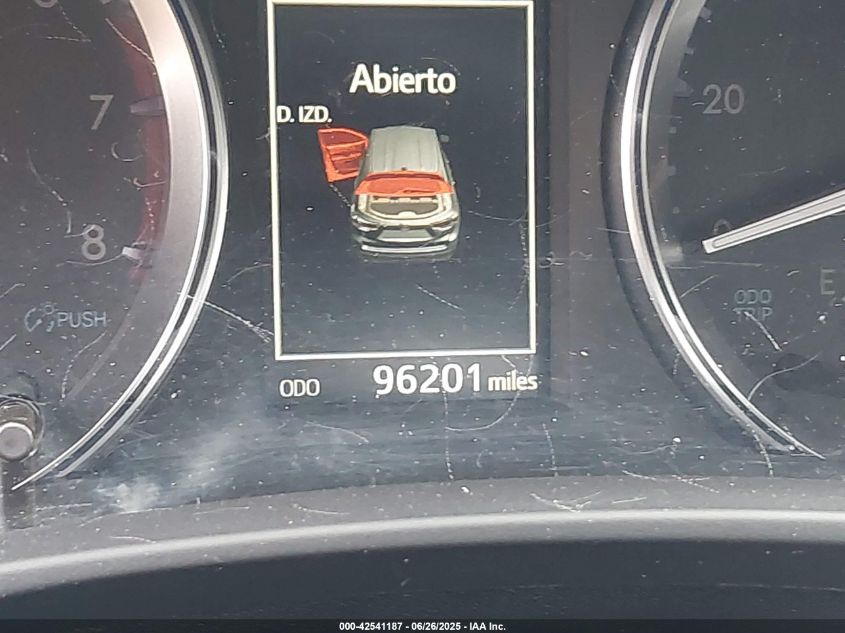 Abierto
D. IZD.
7
8
PUSH
20
0
E
ODO
TRIP
ODO 96201 miles
000-42541187 - 06/26/2025 - IAA Inc.